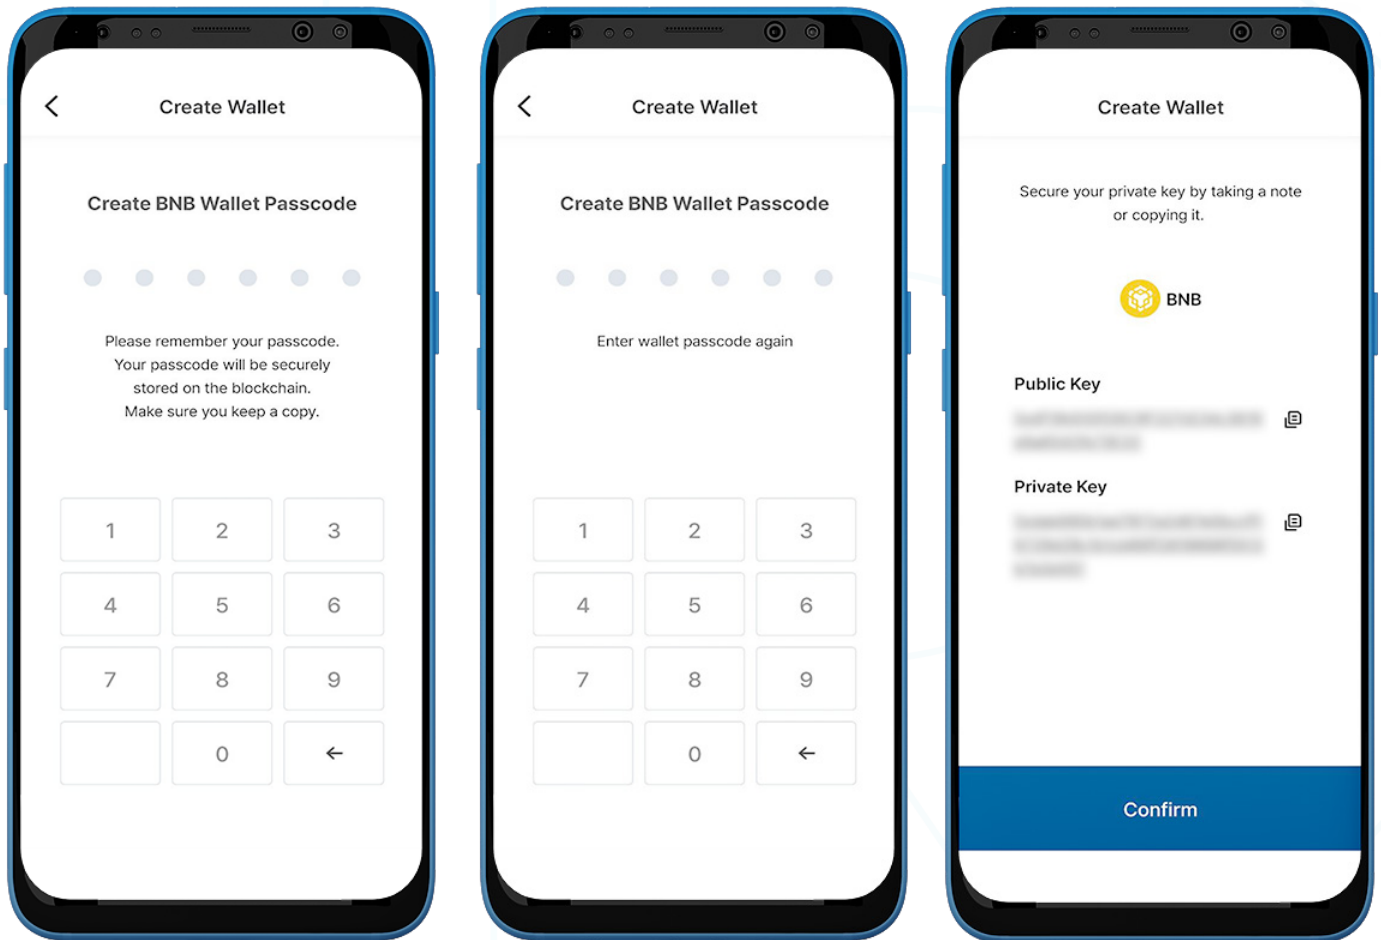 Create Wallet
Create BNB Wallet Passcode
Please remember your passcode.
Your passcode will be securely
stored on the blockchain.
Make sure you keep a copy.
1 2 3
4 5 6
7 8 9
0
Create Wallet
Create BNB Wallet Passcode
Enter wallet passcode again
1 2 3
4 5 6
7 8 9
0
Create Wallet
Secure your private key by taking a note
or copying it.
BNB
Public Key
Private Key
Confirm